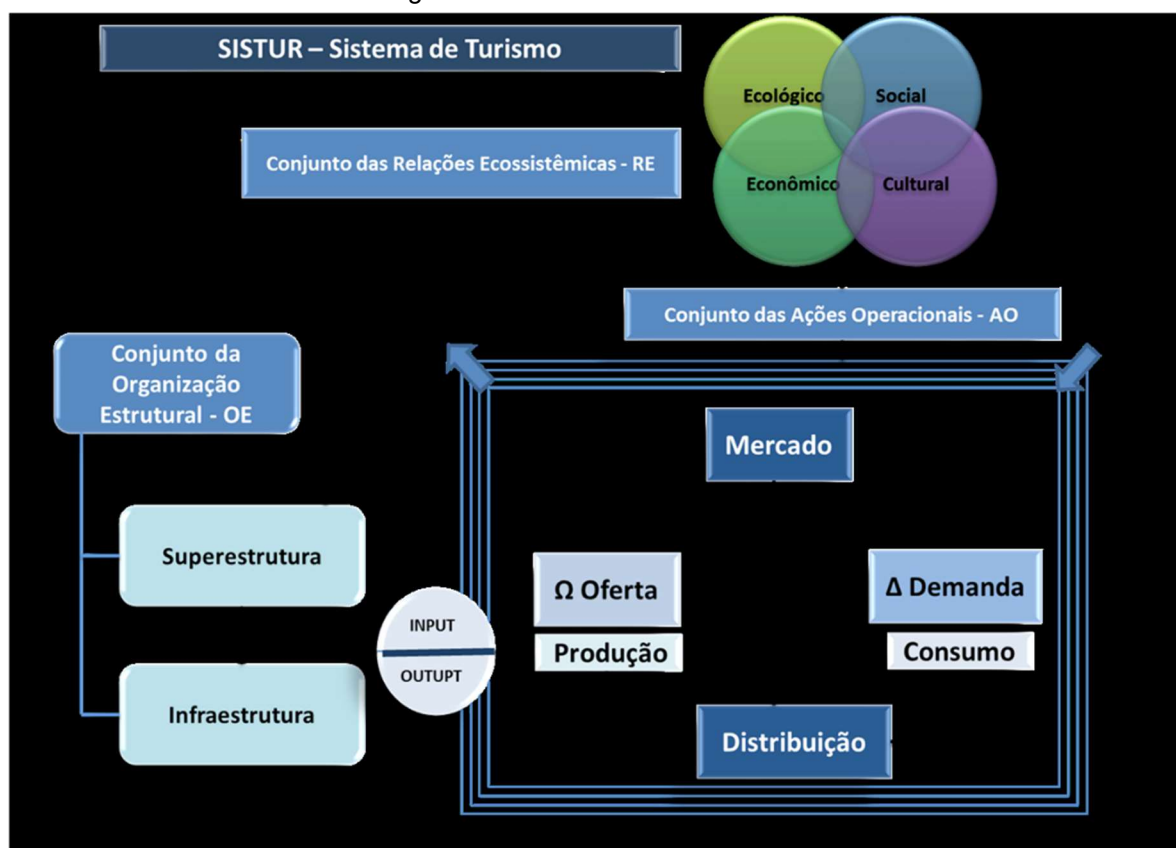 SISTUR – Sistema de Turismo
Ecológico
Social
Conjunto das Relações Ecossistêmicas - RE
Econômico
Cultural
Conjunto das Ações Operacionais - AO
Conjunto da
Organização
Estrutural - OE
Mercado
Superestrutura
Ω Oferta
Δ Demanda
INPUT
Produção
Consumo
OUTUPT
Infraestrutura
Distribuição